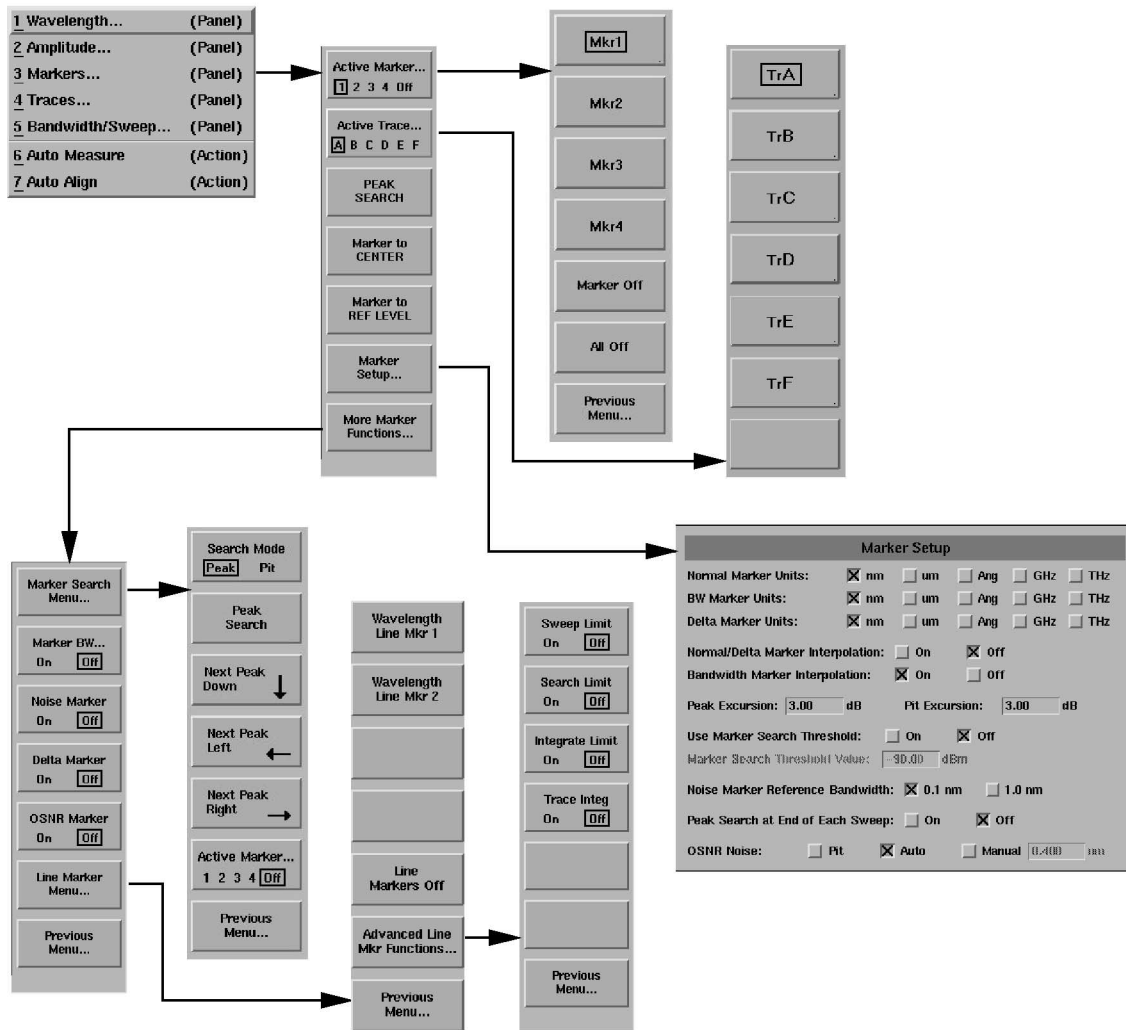 1 Wavelength... (Panel)
2 Amplitude... (Panel)
3 Markers... (Panel)
4 Traces... (Panel)
5 Bandwidth/Sweep... (Panel)
6 Auto Measure (Action)
7 Auto Align (Action)
Active Marker...
1 2 3 4 Off
Active Trace...
A B C D E F
PEAK
SEARCH
Marker to
CENTER
Marker to
REF LEVEL
Marker
Setup...
More Marker
Functions...
Mkr1
Mkr2
Mkr3
Mkr4
Marker Off
All Off
Previous
Menu...
TrA
TrB
TrC
TrD
TrE
TrF
Marker Search
Menu...
Marker BW...
On Off
Noise Marker
On Off
Delta Marker
On Off
OSNR Marker
On Off
Line Marker
Menu...
Previous
Menu...
Search Mode
Peak Pit
Peak
Search
Next Peak
Down
Next Peak
Left
Next Peak
Right
Active Marker...
1 2 3 4 Off
Previous
Menu...
Wavelength
Line Mkr 1
Wavelength
Line Mkr 2
Line
Markers Off
Advanced Line
Mkr Functions...
Previous
Menu...
Sweep Limit
On Off
Search Limit
On Off
Integrate Limit
On Off
Trace Integ
On Off
Previous
Menu...
Marker Setup
Normal Marker Units: nm um Ang GHz THz
BW Marker Units: nm um Ang GHz THz
Delta Marker Units: nm um Ang GHz THz
Normal/Delta Marker Interpolation: On Off
Bandwidth Marker Interpolation: On Off
Peak Excursion: 3.00 dB Pit Excursion: 3.00 dB
Use Marker Search Threshold: On Off
Marker Search Threshold Value: -90.00 dBm
Noise Marker Reference Bandwidth: 0.1 nm 1.0 nm
Peak Search at End of Each Sweep: On Off
OSNR Noise: Pit Auto Manual 0.400 nm